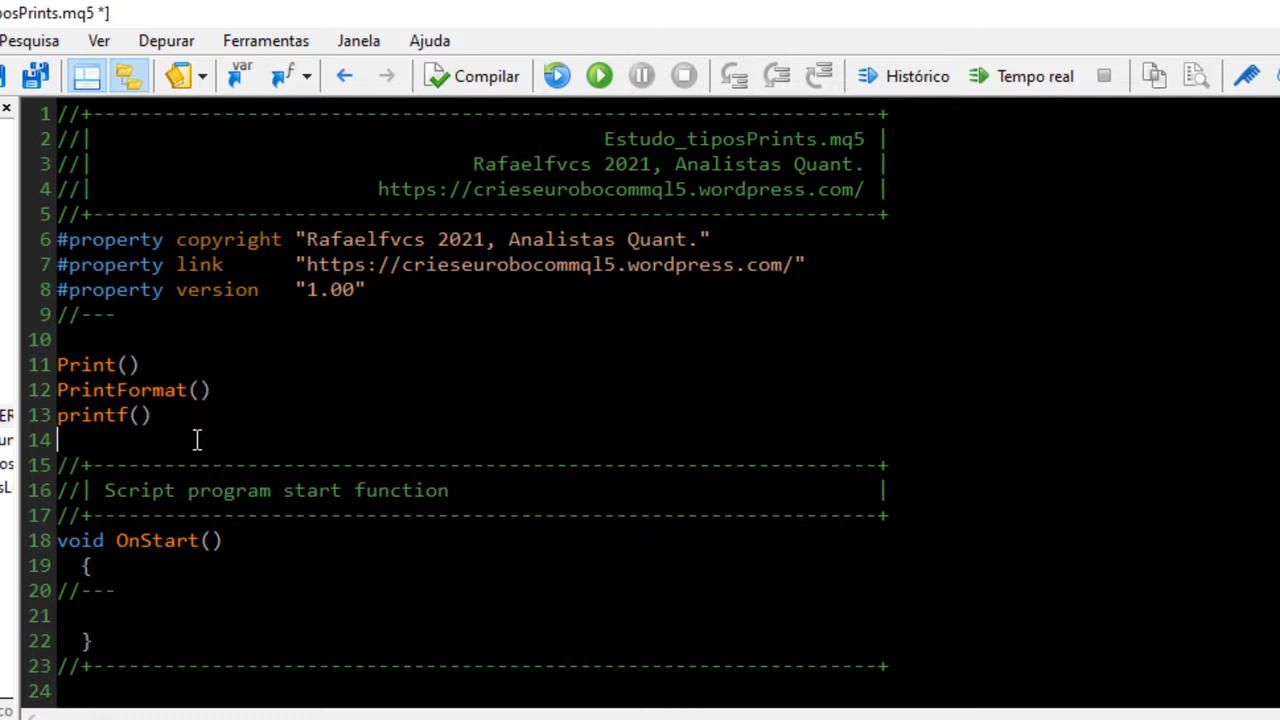 posPrints.mq5 *]
Pesquisa Ver Depurar Ferramentas Janela Ajuda
var f Compilar Histórico Tempo real
1 //+------------------------------------------------------------------+
2 //| Estudo_tiposPrints.mq5 |
3 //| Rafaelfvcs 2021, Analistas Quant. |
4 //| https://crieseurobocommql5.wordpress.com/ |
5 //+------------------------------------------------------------------+
6 #property copyright "Rafaelfvcs 2021, Analistas Quant."
7 #property link "https://crieseurobocommql5.wordpress.com/"
8 #property version "1.00"
9 //---
10
11 Print()
12 PrintFormat()
13 printf()
14
15 //+------------------------------------------------------------------+
16 //| Script program start function |
17 //+------------------------------------------------------------------+
18 void OnStart()
19 {
20 //---
21
22 }
23 //+------------------------------------------------------------------+
24